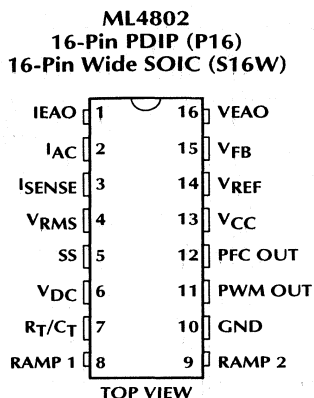 ML4802
16-Pin PDIP (P16)
16-Pin Wide SOIC (S16W)
IEAO 1 16 VEAO
IAC 2 15 VFB
ISENSE 3 14 VREF
VRMS 4 13 VCC
SS 5 12 PFC OUT
VDC 6 11 PWM OUT
RT/CT 7 10 GND
RAMP 1 8 9 RAMP 2
TOP VIEW